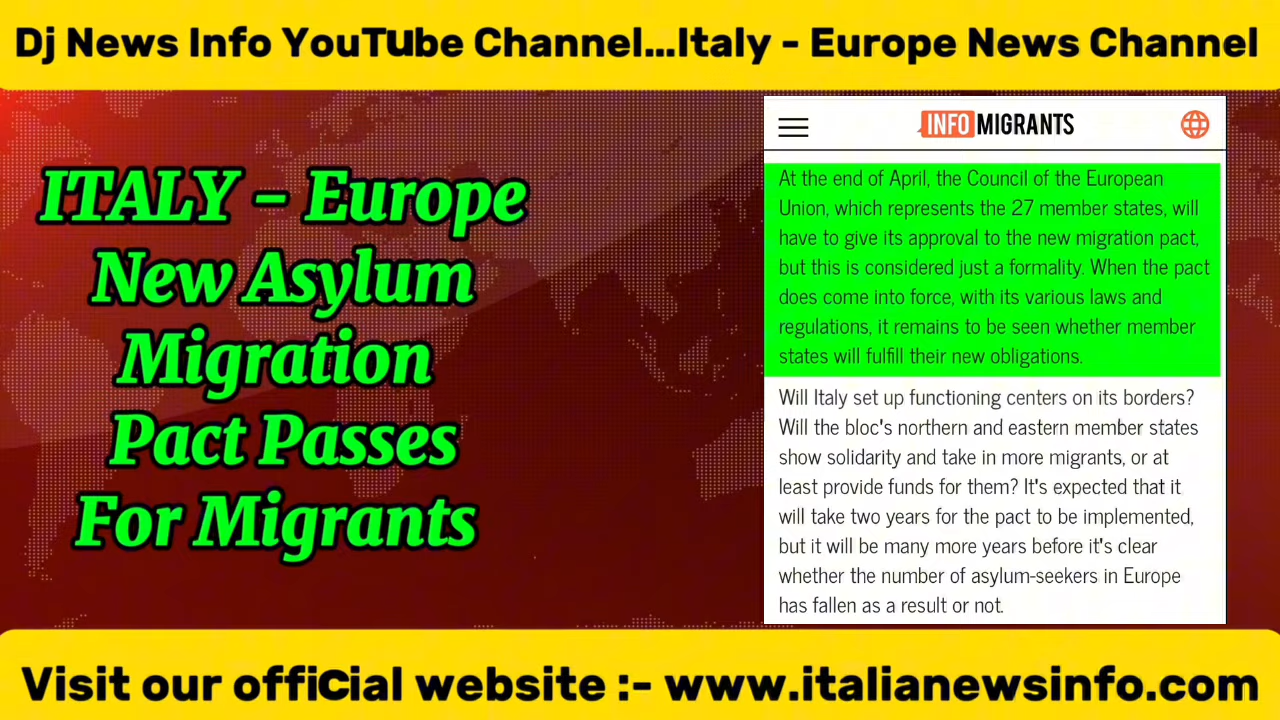 Dj News Info YouTube Channel...Italy - Europe News Channel
ITALY - Europe
New Asylum
Migration
Pact Passes
For Migrants
INFOMIGRANTS
At the end of April, the Council of the European
Union, which represents the 27 member states, will
have to give its approval to the new migration pact,
but this is considered just a formality. When the pact
does come into force, with its various laws and
regulations, it remains to be seen whether member
states will fulfill their new obligations.
Will Italy set up functioning centers on its borders?
Will the bloc's northern and eastern member states
show solidarity and take in more migrants, or at
least provide funds for them? It's expected that it
will take two years for the pact to be implemented,
but it will be many more years before it's clear
whether the number of asylum-seekers in Europe
has fallen as a result or not.
Visit our official website :- www.italianewsinfo.com